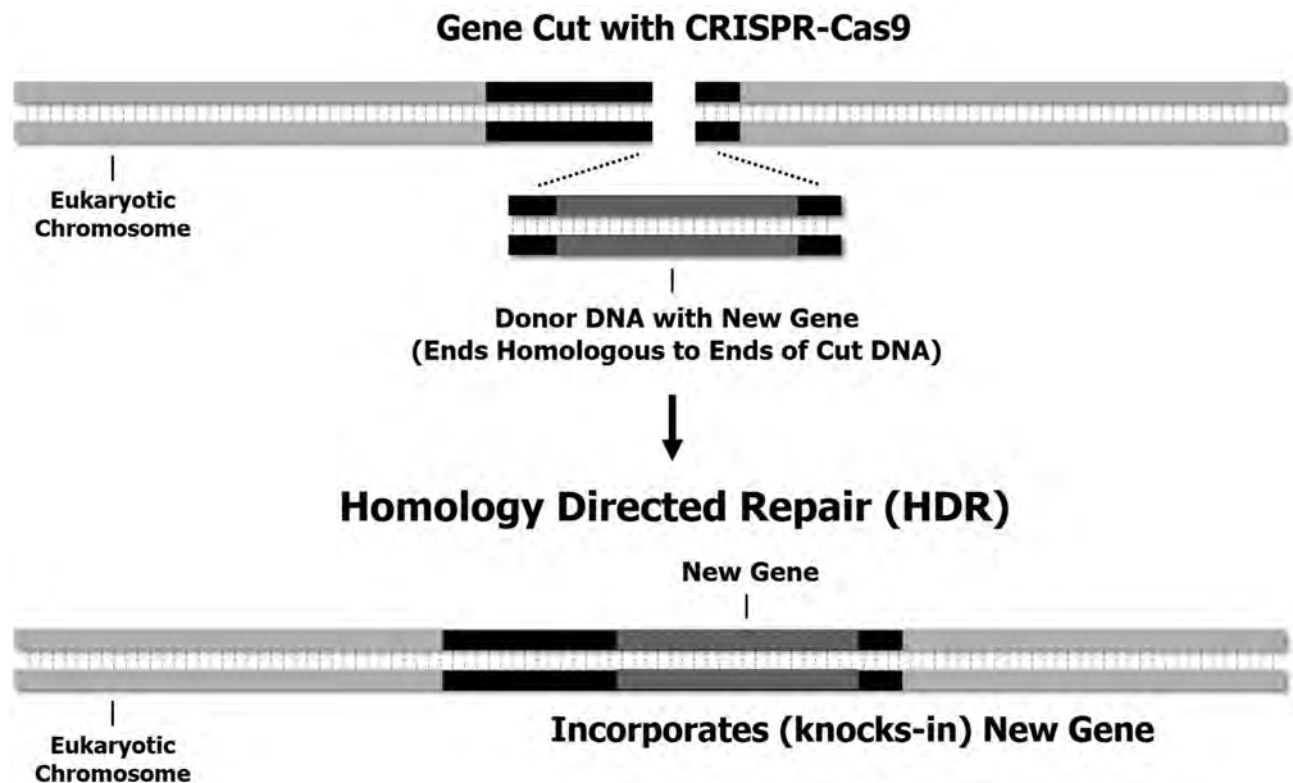 Gene Cut with CRISPR-Cas9
Eukaryotic
Chromosome
Donor DNA with New Gene
(Ends Homologous to Ends of Cut DNA)
Homology Directed Repair (HDR)
New Gene
Eukaryotic
Chromosome
Incorporates (knocks-in) New Gene